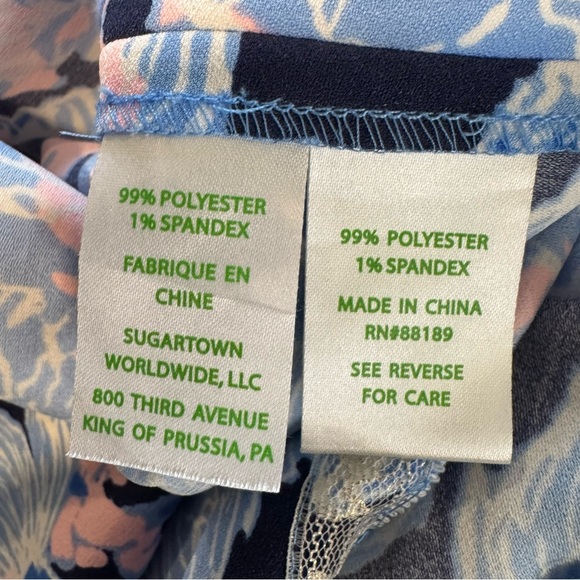 99% POLYESTER
1% SPANDEX
FABRIQUE EN
CHINE
SUGARTOWN
WORLDWIDE, LLC
800 THIRD AVENUE
KING OF PRUSSIA, PA
99% POLYESTER
1% SPANDEX
MADE IN CHINA
RN#88189
SEE REVERSE
FOR CARE